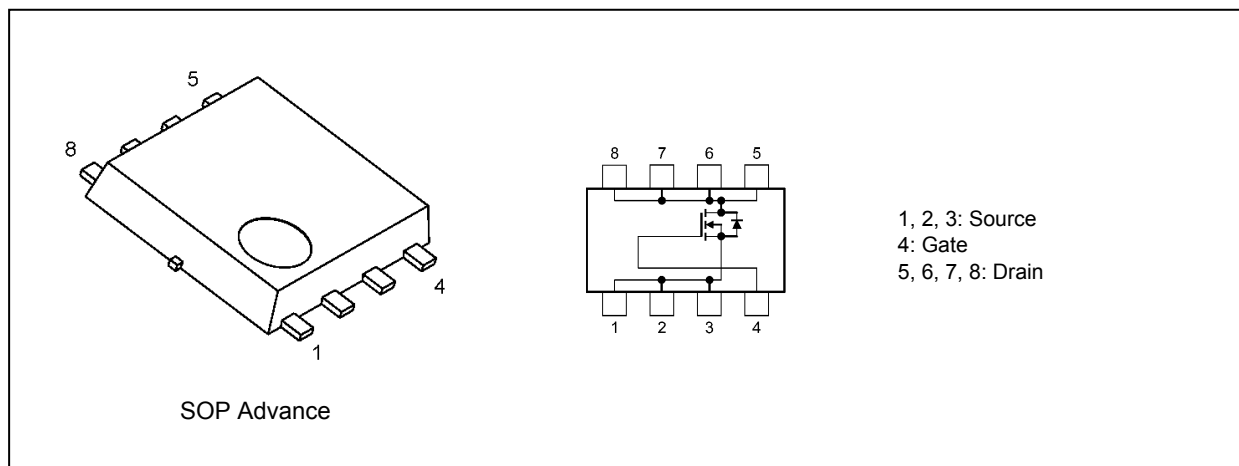 5
8
4
1
SOP Advance
8 7 6 5
1 2 3 4
1, 2, 3: Source
4: Gate
5, 6, 7, 8: Drain